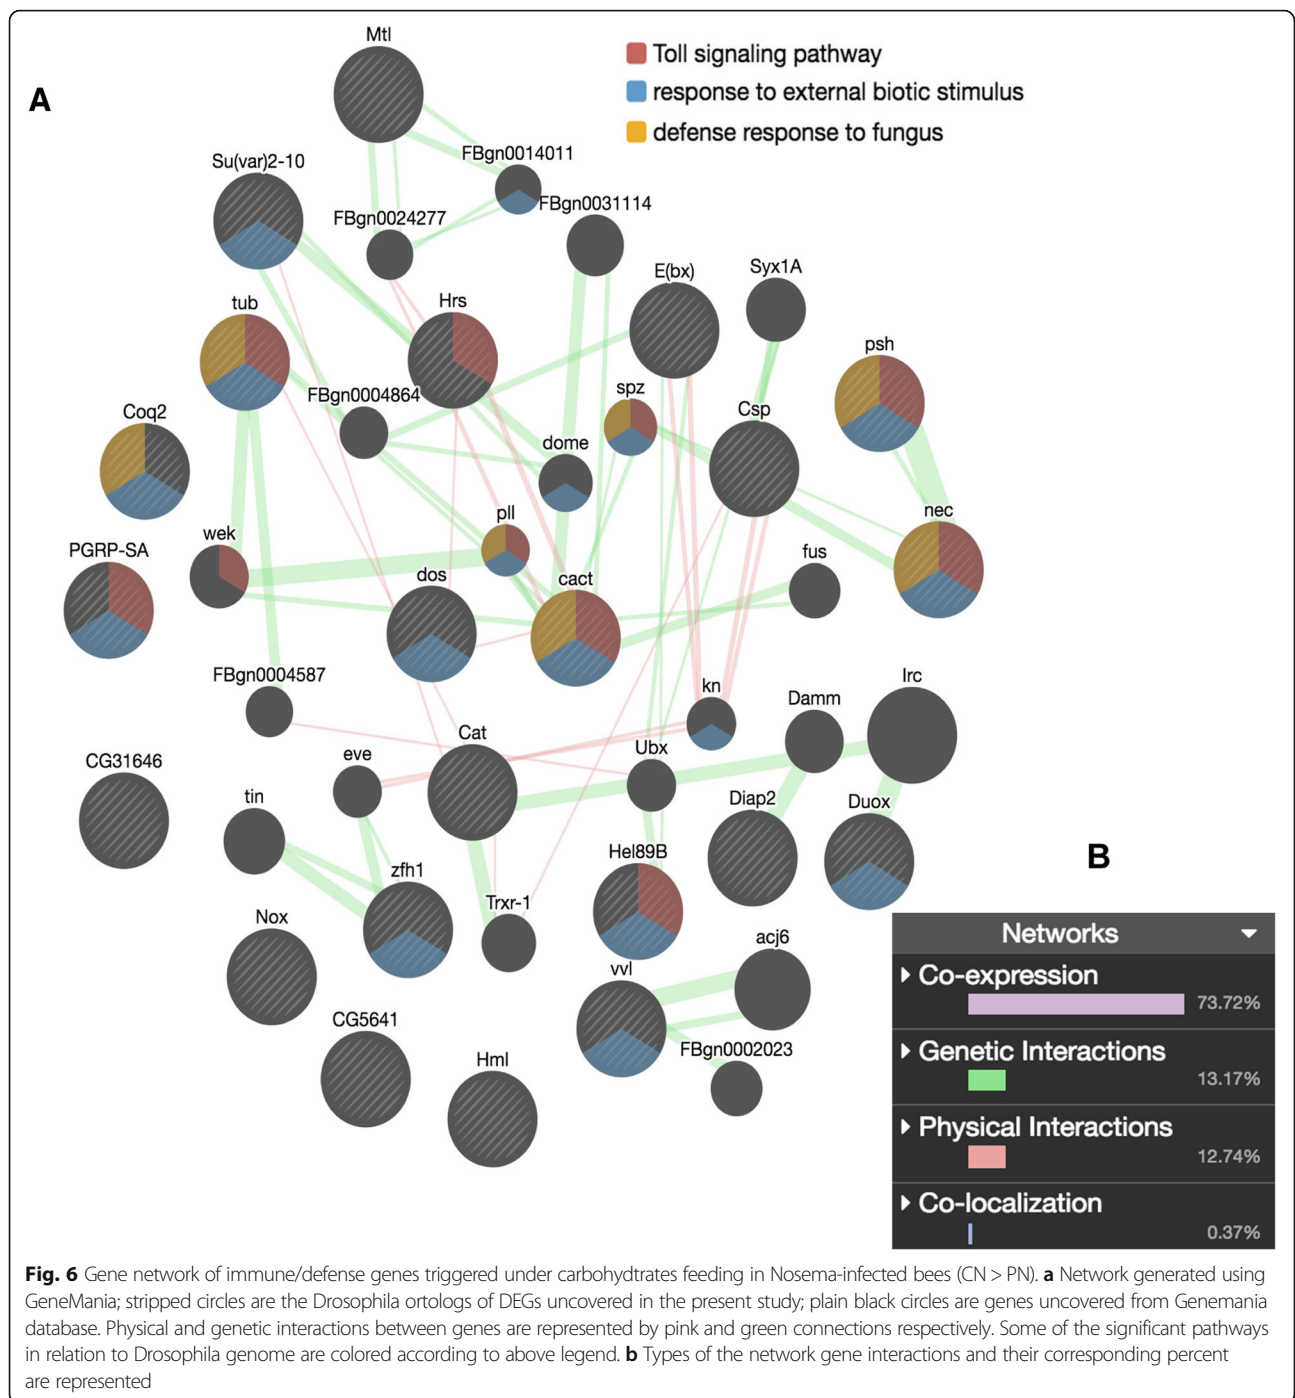 A
Toll signaling pathway
response to external biotic stimulus
defense response to fungus
Mtl
FBgn0014011
Su(var)2-10
FBgn0031114
FBgn0024277
E(bx)
Syx1A
tub
Hrs
psh
FBgn0004864
spz
Coq2
Csp
dome
pll
nec
wek
PGRP-SA
fus
dos
cact
FBgn0004587
kn
Irc
Damm
Cat
Ubx
eve
CG31646
tin
Diap2
Duox
Hel89B
zfh1
Trxr-1
Nox
acj6
vvl
CG5641
FBgn0002023
Hml
B
Networks
Co-expression
73.72%
Genetic Interactions
13.17%
Physical Interactions
12.74%
Co-localization
0.37%
Fig. 6 Gene network of immune/defense genes triggered under carbohydtrates feeding in Nosema-infected bees (CN > PN). a Network generated using
GeneMania; stripped circles are the Drosophila ortologs of DEGs uncovered in the present study; plain black circles are genes uncovered from Genemania
database. Physical and genetic interactions between genes are represented by pink and green connections respectively. Some of the significant pathways
in relation to Drosophila genome are colored according to above legend. b Types of the network gene interactions and their corresponding percent
are represented